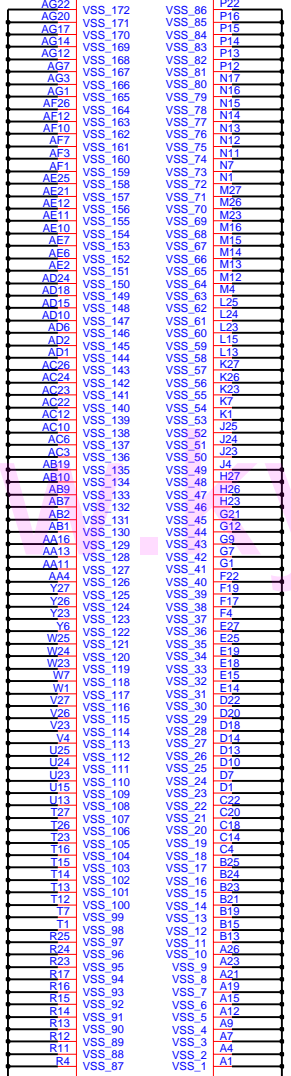 AG22 VSS_172 VSS_86 P22
AG20 VSS_171 VSS_85 P16
AG17 VSS_170 VSS_84 P15
AG14 VSS_169 VSS_83 P14
AG12 VSS_168 VSS_82 P13
AG7 VSS_167 VSS_81 P12
AG3 VSS_166 VSS_80 N17
AG1 VSS_165 VSS_79 N16
AF26 VSS_164 VSS_78 N15
AF12 VSS_163 VSS_77 N14
AF10 VSS_162 VSS_76 N13
AF7 VSS_161 VSS_75 N12
AF3 VSS_160 VSS_74 N11
AF1 VSS_159 VSS_73 N7
AE25 VSS_158 VSS_72 N1
AE21 VSS_157 VSS_71 M27
AE12 VSS_156 VSS_70 M26
AE11 VSS_155 VSS_69 M23
AE10 VSS_154 VSS_68 M16
AE7 VSS_153 VSS_67 M15
AE6 VSS_152 VSS_66 M14
AE2 VSS_151 VSS_65 M13
AD24 VSS_150 VSS_64 M12
AD18 VSS_149 VSS_63 M4
AD15 VSS_148 VSS_62 L25
AD10 VSS_147 VSS_61 L24
AD6 VSS_146 VSS_60 L23
AD2 VSS_145 VSS_59 L15
AD1 VSS_144 VSS_58 L13
AC26 VSS_143 VSS_57 K27
AC24 VSS_142 VSS_56 K26
AC23 VSS_141 VSS_55 K23
AC22 VSS_140 VSS_54 K7
AC12 VSS_139 VSS_53 K1
AC10 VSS_138 VSS_52 J25
AC6 VSS_137 VSS_51 J24
AC3 VSS_136 VSS_50 J23
AB19 VSS_135 VSS_49 J4
AB10 VSS_134 VSS_48 H27
AB9 VSS_133 VSS_47 H26
AB7 VSS_132 VSS_46 H23
AB2 VSS_131 VSS_45 G21
AB1 VSS_130 VSS_44 G12
AA16 VSS_129 VSS_43 G9
AA13 VSS_128 VSS_42 G7
AA11 VSS_127 VSS_41 G1
AA4 VSS_126 VSS_40 F22
Y27 VSS_125 VSS_39 F19
Y26 VSS_124 VSS_38 F17
Y23 VSS_123 VSS_37 F4
Y6 VSS_122 VSS_36 E27
W25 VSS_121 VSS_35 E25
W24 VSS_120 VSS_34 E19
W23 VSS_119 VSS_33 E18
W7 VSS_118 VSS_32 E15
W1 VSS_117 VSS_31 E14
V27 VSS_116 VSS_30 D22
V26 VSS_115 VSS_29 D20
V23 VSS_114 VSS_28 D18
V4 VSS_113 VSS_27 D14
U25 VSS_112 VSS_26 D13
U24 VSS_111 VSS_25 D10
U23 VSS_110 VSS_24 D7
U15 VSS_109 VSS_23 D1
U13 VSS_108 VSS_22 C22
T27 VSS_107 VSS_21 C20
T26 VSS_106 VSS_20 C18
T23 VSS_105 VSS_19 C14
T16 VSS_104 VSS_18 C4
T15 VSS_103 VSS_17 B25
T14 VSS_102 VSS_16 B24
T13 VSS_101 VSS_15 B23
T12 VSS_100 VSS_14 B21
T7 VSS_99 VSS_13 B19
T1 VSS_98 VSS_12 B15
R25 VSS_97 VSS_11 B13
R24 VSS_96 VSS_10 A26
R23 VSS_95 VSS_9 A23
R17 VSS_94 VSS_8 A21
R16 VSS_93 VSS_7 A19
R15 VSS_92 VSS_6 A15
R14 VSS_91 VSS_5 A12
R13 VSS_90 VSS_4 A9
R12 VSS_89 VSS_3 A7
R11 VSS_88 VSS_2 A4
R4 VSS_87 VSS_1 A1